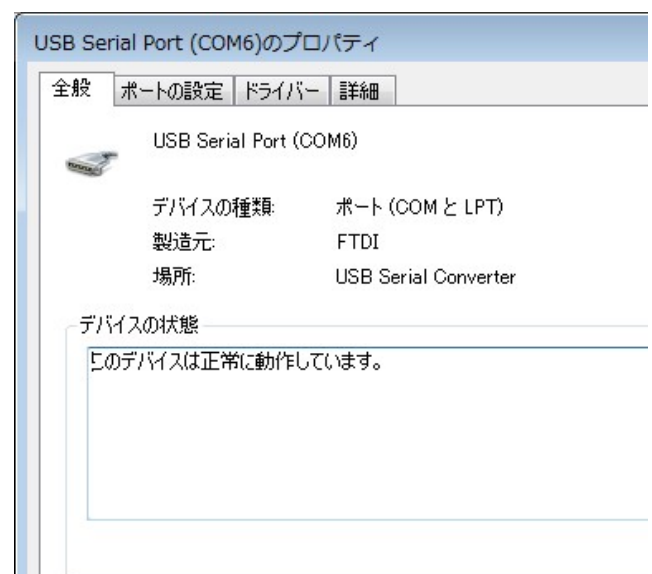 USB Serial Port (COM6)のプロパティ
全般 ポートの設定 ドライバー 詳細
USB Serial Port (COM6)
デバイスの種類: ポート (COM と LPT)
製造元: FTDI
場所: USB Serial Converter
デバイスの状態
このデバイスは正常に動作しています。